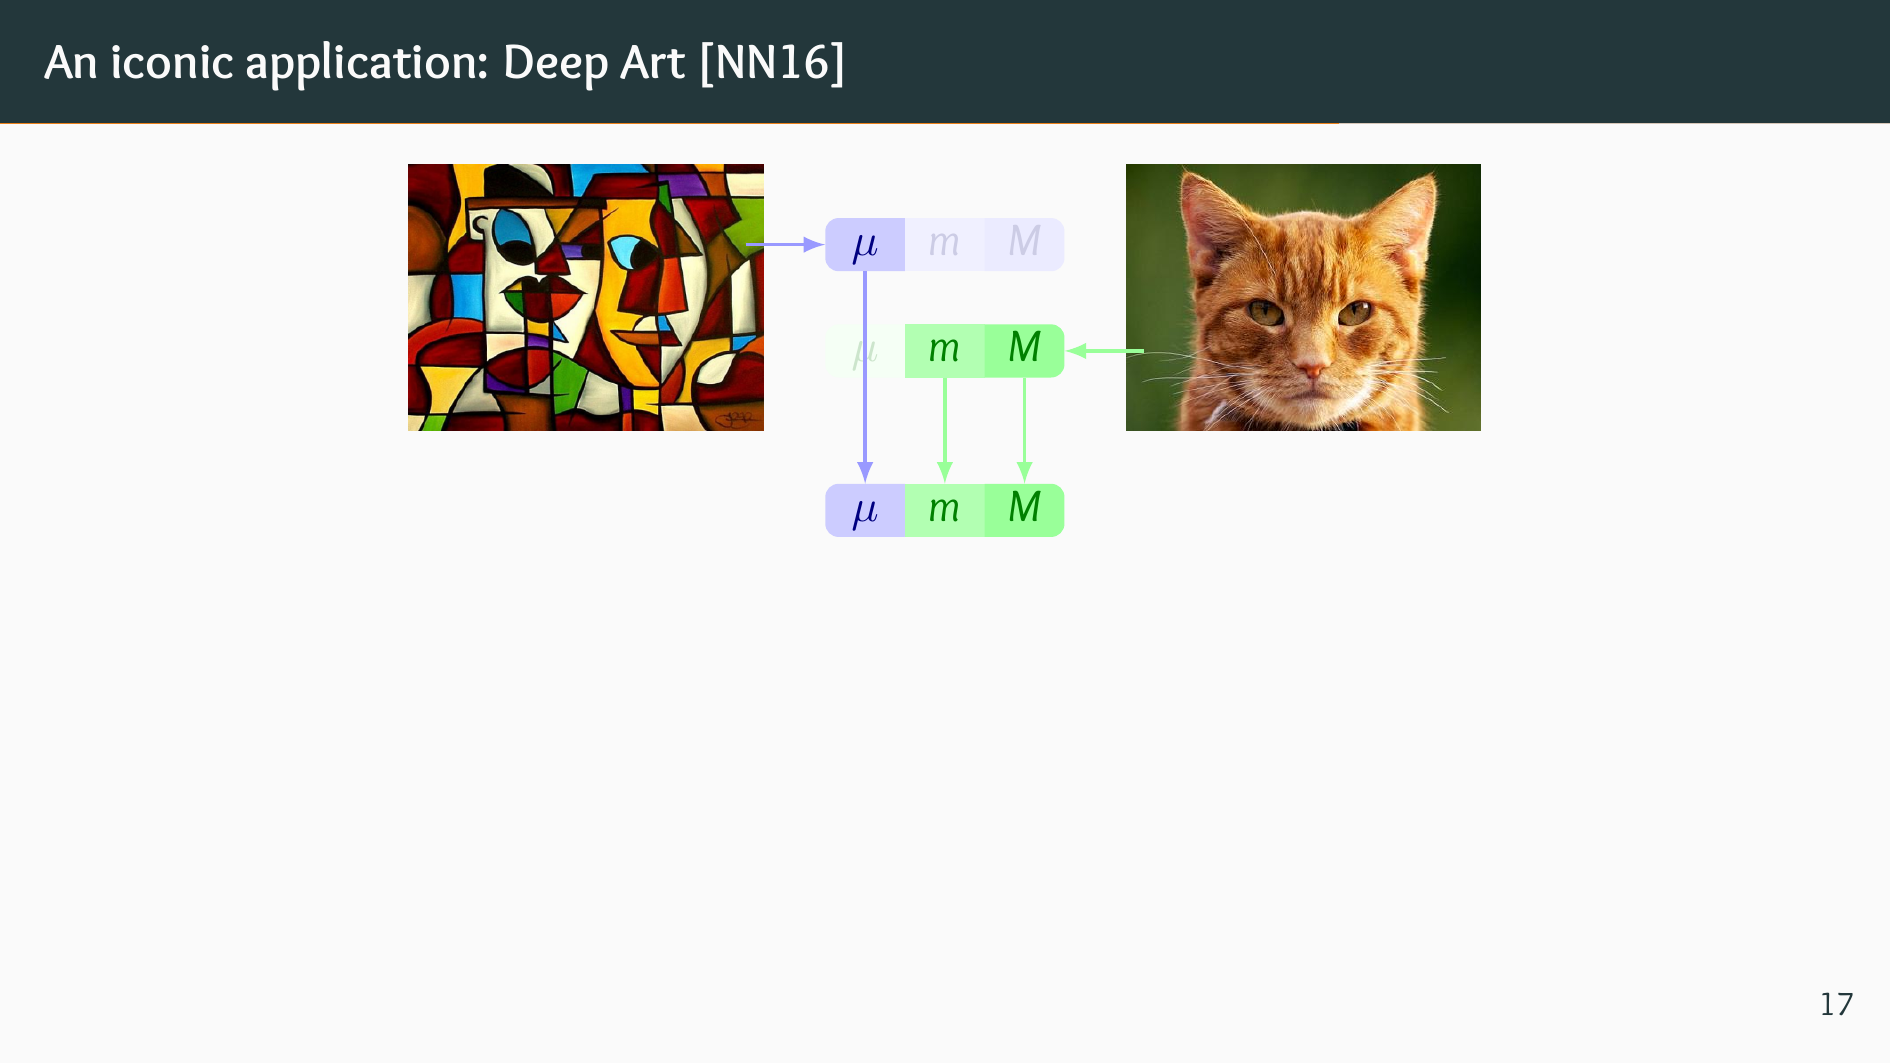 An iconic application: Deep Art [NN16]
μ m M
μ m M
μ m M
17